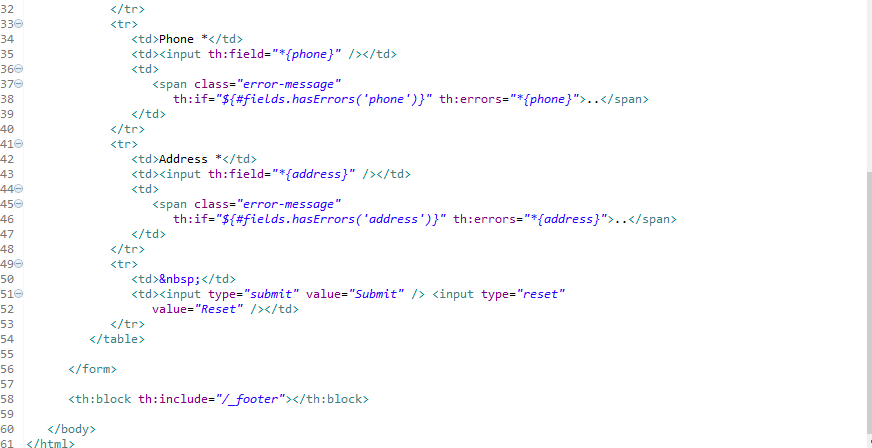 32 </tr>
33 <tr>
34 <td>Phone *</td>
35 <td><input th:field="*{phone}" /></td>
36 <td>
37 <span class="error-message"
38 th:if="${#fields.hasErrors('phone')}" th:errors="*{phone}">..</span>
39 </td>
40 </tr>
41 <tr>
42 <td>Address *</td>
43 <td><input th:field="*{address}" /></td>
44 <td>
45 <span class="error-message"
46 th:if="${#fields.hasErrors('address')}" th:errors="*{address}">..</span>
47 </td>
48 </tr>
49 <tr>
50 <td>&nbsp;</td>
51 <td><input type="submit" value="Submit" /> <input type="reset"
52 value="Reset" /></td>
53 </tr>
54 </table>
55
56 </form>
57
58 <th:block th:include="/_footer"></th:block>
59
60 </body>
61 </html>